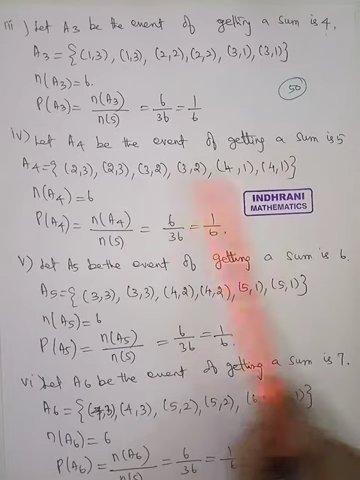 iii) Let A3 be the event of getting a sum is 4.
A3 = {(1,3), (1,3), (2,2), (2,2), (3,1), (3,1)}
n(A3) = 6.
P(A3) = n(A3)/n(S) = 6/36 = 1/6
50
iv) Let A4 be the event of getting a sum is 5
A4 = {(2,3), (2,3), (3,2), (3,2), (4,1), (4,1)}
n(A4) = 6
INDHRANI
MATHEMATICS
P(A4) = n(A4)/n(S) = 6/36 = 1/6.
v) Let A5 be the event of getting a sum is 6.
A5 = {(3,3), (3,3), (4,2), (4,2), (5,1), (5,1)}
n(A5) = 6
P(A5) = n(A5)/n(S) = 6/36 = 1/6.
vi) Let A6 be the event of getting a sum is 7.
A6 = {(4,3), (4,3), (5,2), (5,2), (6 1)}
n(A6) = 6
P(A6) = n(A6)/n(S) = 6/36 = 1/6